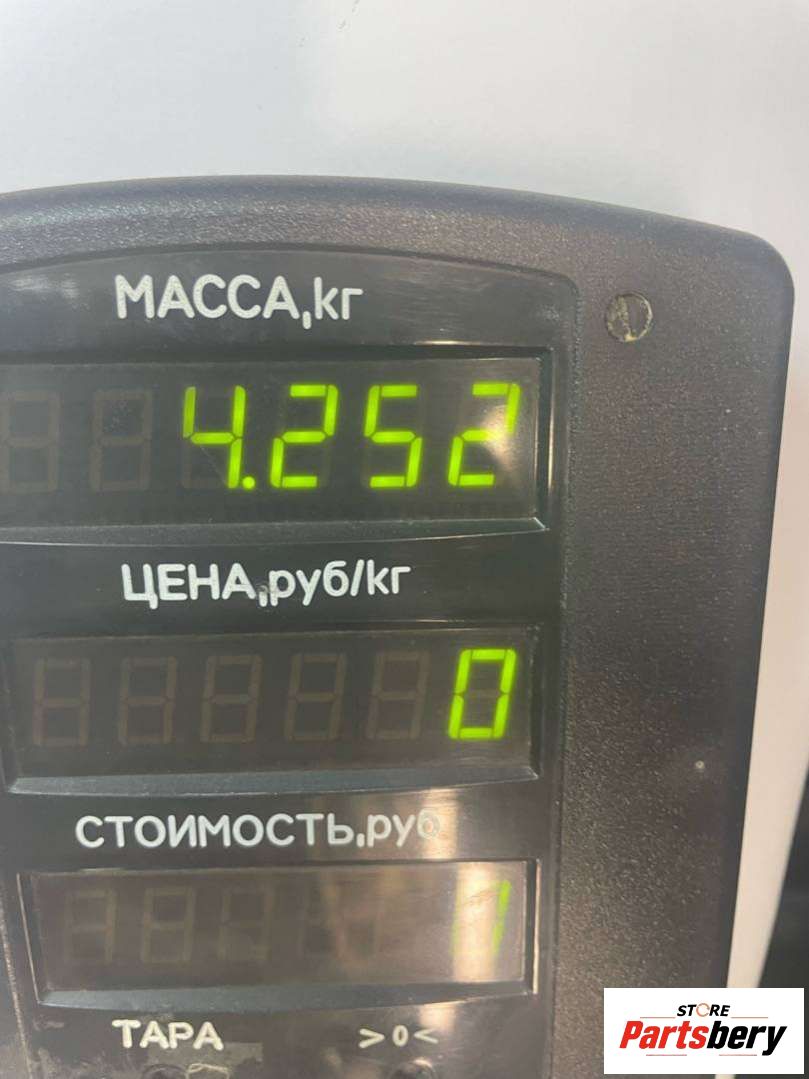 МАССА,кг
4.252
ЦЕНА,руб/кг
0
СТОИМОСТЬ,руб
ТАРА >0<
STORE
Partsbery